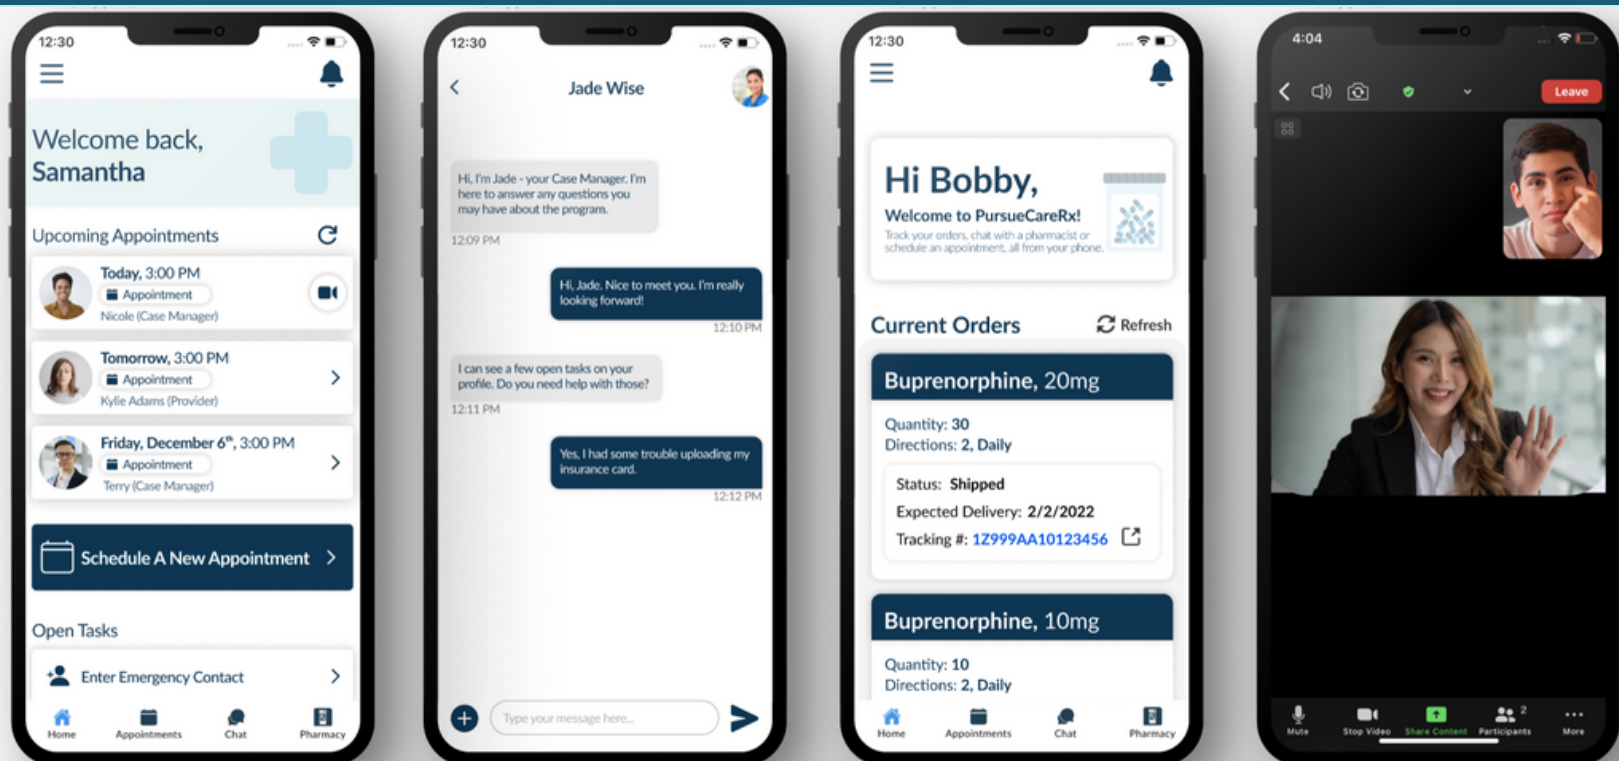 12:30
Welcome back,
Samantha
Upcoming Appointments
Today, 3:00 PM
Appointment
Nicole (Case Manager)
Tomorrow, 3:00 PM
Appointment
Kylie Adams (Provider)
Friday, December 6th, 3:00 PM
Appointment
Terry (Case Manager)
Schedule A New Appointment
Open Tasks
Enter Emergency Contact
Home
Appointments
Chat
Pharmacy
12:30
Jade Wise
Hi, I'm Jade - your Case Manager. I'm
here to answer any questions you
may have about the program.
12:09 PM
Hi, Jade. Nice to meet you. I'm really
looking forward!
12:10 PM
I can see a few open tasks on your
profile. Do you need help with those?
12:11 PM
Yes, I had some trouble uploading my
insurance card.
12:12 PM
Type your message here...
12:30
Hi Bobby,
Welcome to PursueCareRx!
Track your orders, chat with a pharmacist or
schedule an appointment, all from your phone.
Current Orders
Refresh
Buprenorphine, 20mg
Quantity: 30
Directions: 2, Daily
Status: Shipped
Expected Delivery: 2/2/2022
Tracking #: 1Z999AA10123456
Buprenorphine, 10mg
Quantity: 10
Directions: 2, Daily
Home
Appointments
Chat
Pharmacy
4:04
Leave
Mute
Stop Video
Share Content
2
Participants
More